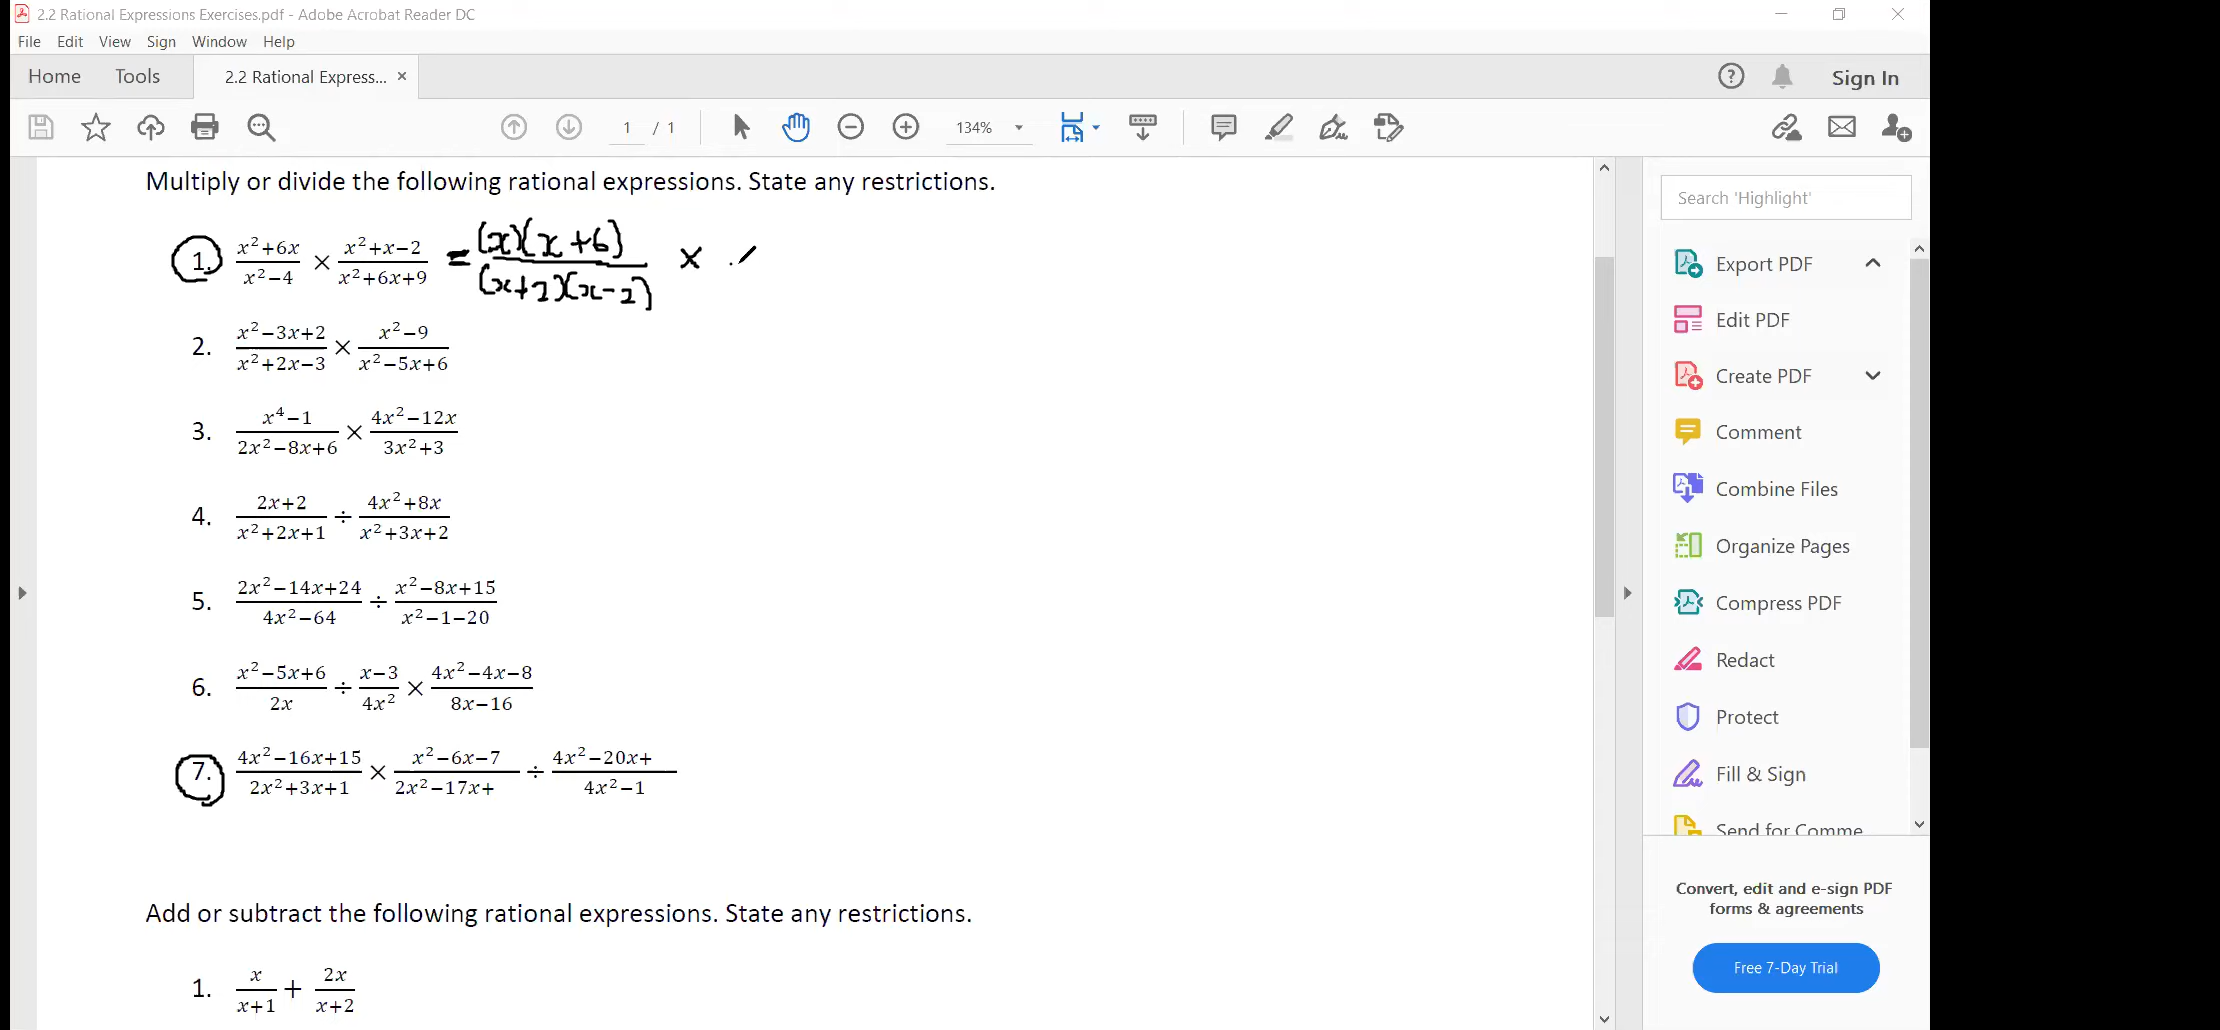 2.2 Rational Expressions Exercises.pdf - Adobe Acrobat Reader DC
File Edit View Sign Window Help
Home Tools 2.2 Rational Express... × Sign In
1 / 1 134%
Multiply or divide the following rational expressions. State any restrictions.
1. (x²+6x)/(x²−4) × (x²+x−2)/(x²+6x+9) = (x)(x+6)/(x+2)(x−2) ×
2. (x²−3x+2)/(x²+2x−3) × (x²−9)/(x²−5x+6)
3. (x⁴−1)/(2x²−8x+6) × (4x²−12x)/(3x²+3)
4. (2x+2)/(x²+2x+1) ÷ (4x²+8x)/(x²+3x+2)
5. (2x²−14x+24)/(4x²−64) ÷ (x²−8x+15)/(x²−1−20)
6. (x²−5x+6)/(2x) ÷ (x−3)/(4x²) × (4x²−4x−8)/(8x−16)
7. (4x²−16x+15)/(2x²+3x+1) × (x²−6x−7)/(2x²−17x+) ÷ (4x²−20x+)/(4x²−1)
Add or subtract the following rational expressions. State any restrictions.
1. x/(x+1) + 2x/(x+2)
Search 'Highlight'
Export PDF
Edit PDF
Create PDF
Comment
Combine Files
Organize Pages
Compress PDF
Redact
Protect
Fill & Sign
Send for Comme
Convert, edit and e-sign PDF
forms & agreements
Free 7-Day Trial